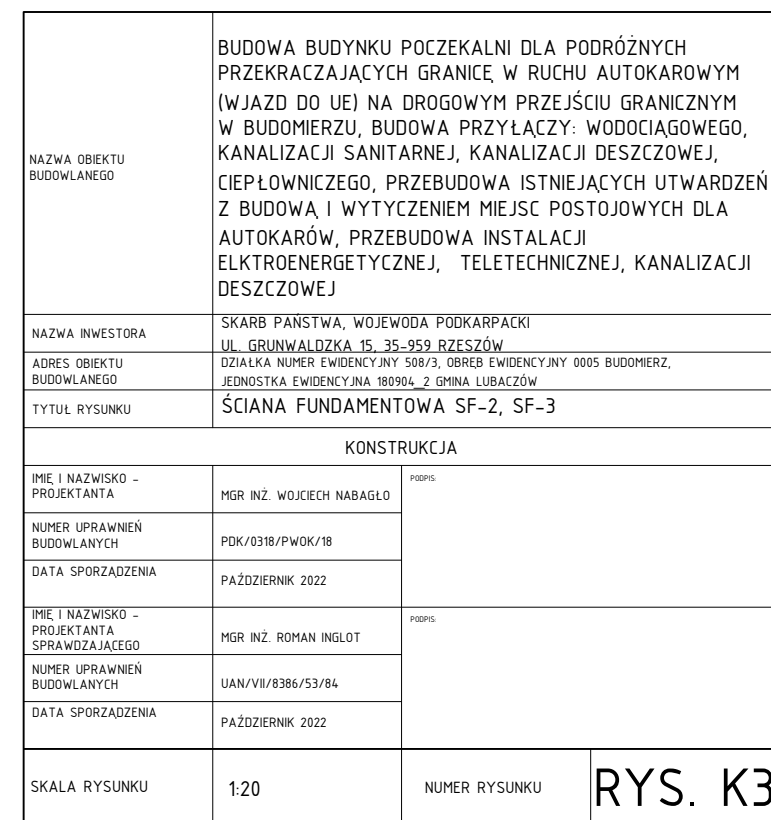 NAZWA OBIEKTU
BUDOWLANEGO
BUDOWA BUDYNKU POCZEKALNI DLA PODRÓŻNYCH
PRZEKRACZAJĄCYCH GRANICĘ W RUCHU AUTOKAROWYM
(WJAZD DO UE) NA DROGOWYM PRZEJŚCIU GRANICZNYM
W BUDOMIERZU, BUDOWA PRZYŁĄCZY: WODOCIĄGOWEGO,
KANALIZACJI SANITARNEJ, KANALIZACJI DESZCZOWEJ,
CIEPŁOWNICZEGO, PRZEBUDOWA ISTNIEJĄCYCH UTWARDZEŃ
Z BUDOWĄ I WYTYCZENIEM MIEJSC POSTOJOWYCH DLA
AUTOKARÓW, PRZEBUDOWA INSTALACJI
ELKTROENERGETYCZNEJ, TELETECHNICZNEJ, KANALIZACJI
DESZCZOWEJ
NAZWA INWESTORA
SKARB PAŃSTWA, WOJEWODA PODKARPACKI
UL. GRUNWALDZKA 15, 35-959 RZESZÓW
ADRES OBIEKTU
BUDOWLANEGO
DZIAŁKA NUMER EWIDENCYJNY 508/3, OBRĘB EWIDENCYJNY 0005 BUDOMIERZ,
JEDNOSTKA EWIDENCYJNA 180904_2 GMINA LUBACZÓW
TYTUŁ RYSUNKU
ŚCIANA FUNDAMENTOWA SF-2, SF-3
KONSTRUKCJA
IMIĘ I NAZWISKO -
PROJEKTANTA
MGR INŻ. WOJCIECH NABAGŁO
PODPIS:
NUMER UPRAWNIEŃ
BUDOWLANYCH
PDK/0318/PWOK/18
DATA SPORZĄDZENIA
PAŹDZIERNIK 2022
IMIĘ I NAZWISKO -
PROJEKTANTA
SPRAWDZAJĄCEGO
MGR INŻ. ROMAN INGLOT
PODPIS:
NUMER UPRAWNIEŃ
BUDOWLANYCH
UAN/VII/8386/53/84
DATA SPORZĄDZENIA
PAŹDZIERNIK 2022
SKALA RYSUNKU
1:20
NUMER RYSUNKU
RYS. K3